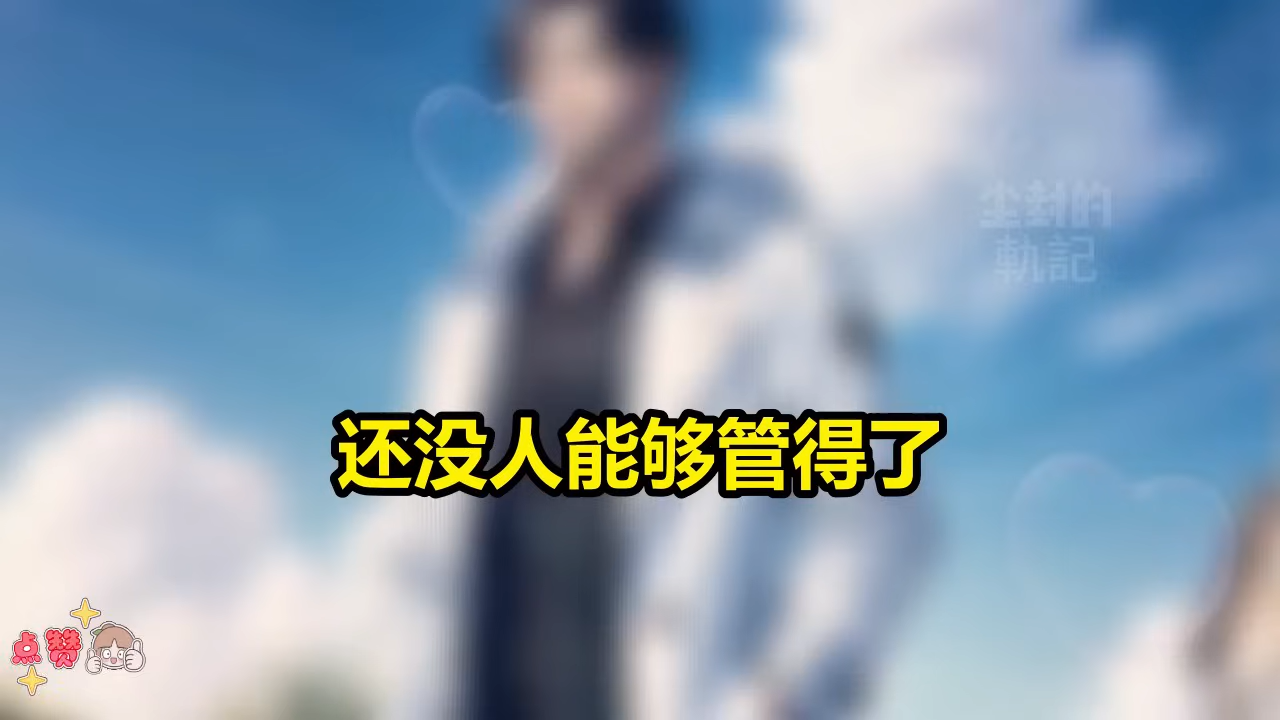 尘封的
軌記
还没人能够管得了
点赞